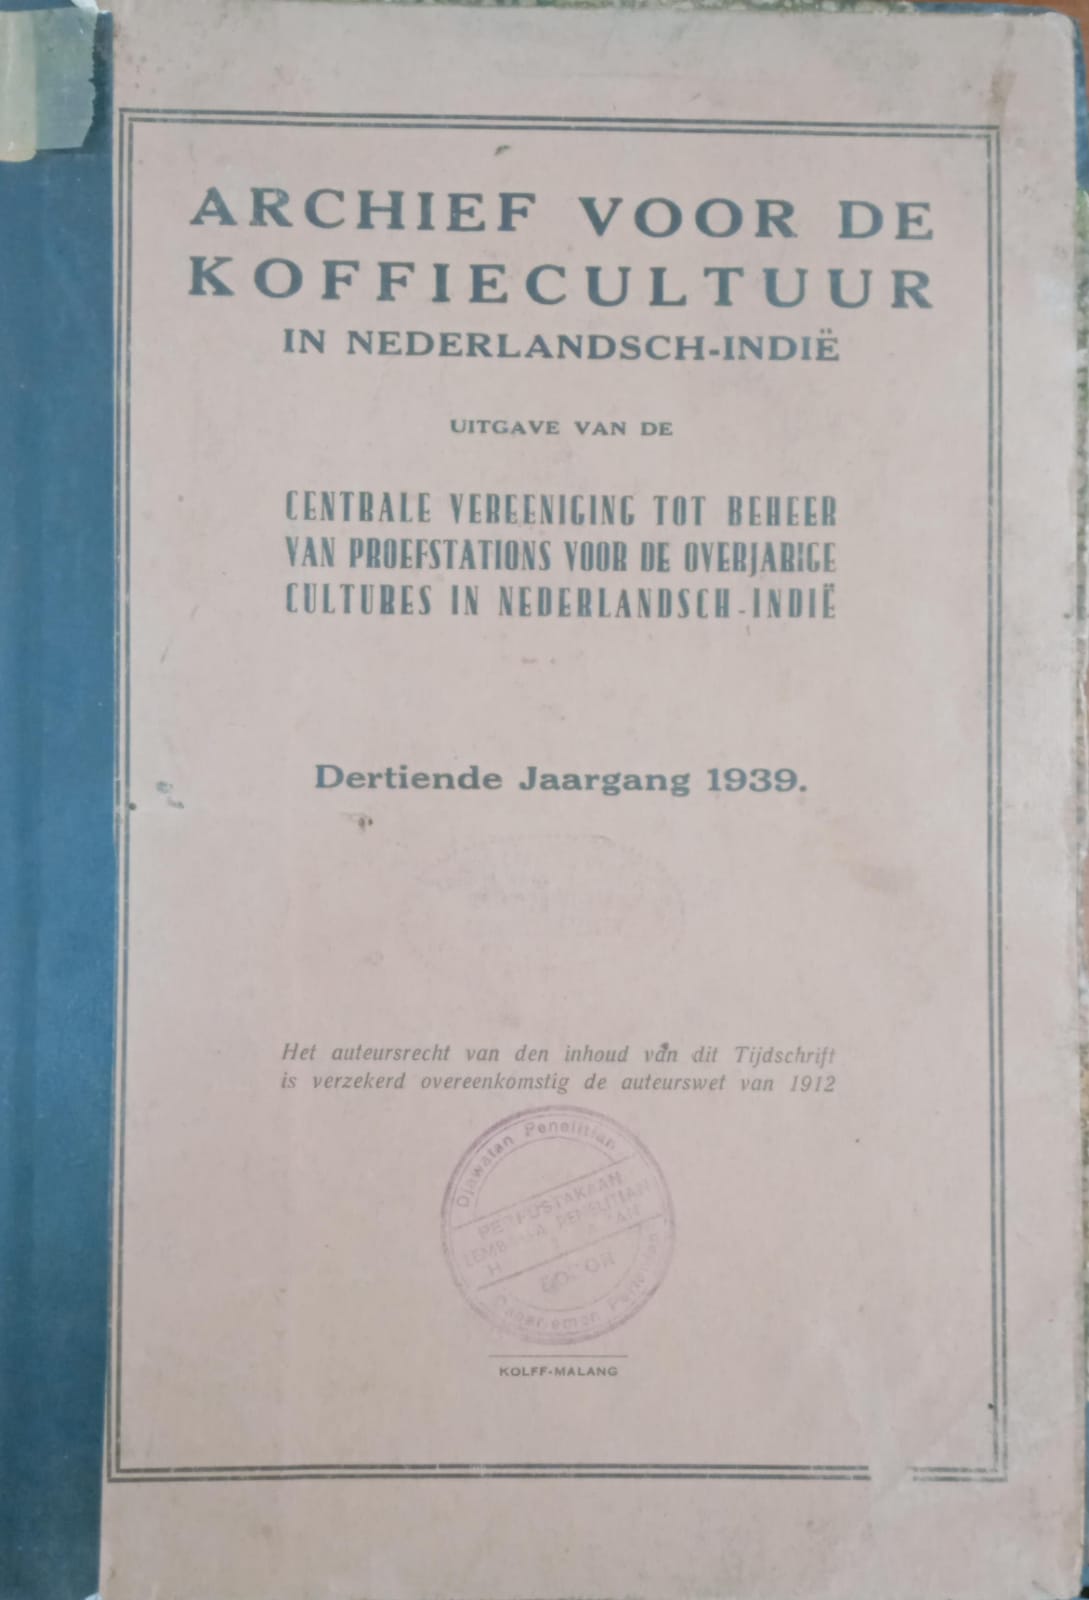 ARCHIEF VOOR DE
KOFFIECULTUUR
IN NEDERLANDSCH-INDIË
UITGAVE VAN DE
CENTRALE VEREENIGING TOT BEHEER
VAN PROEFSTATIONS VOOR DE OVERJARIGE
CULTURES IN NEDERLANDSCH-INDIË
Dertiende Jaargang 1939.
Het auteursrecht van den inhoud van dit Tijdschrift
is verzekerd overeenkomstig de auteurswet van 1912
Djawatan Penelitian
PERPUSTAKAAN
PENELITIAN
KOLFF-MALANG